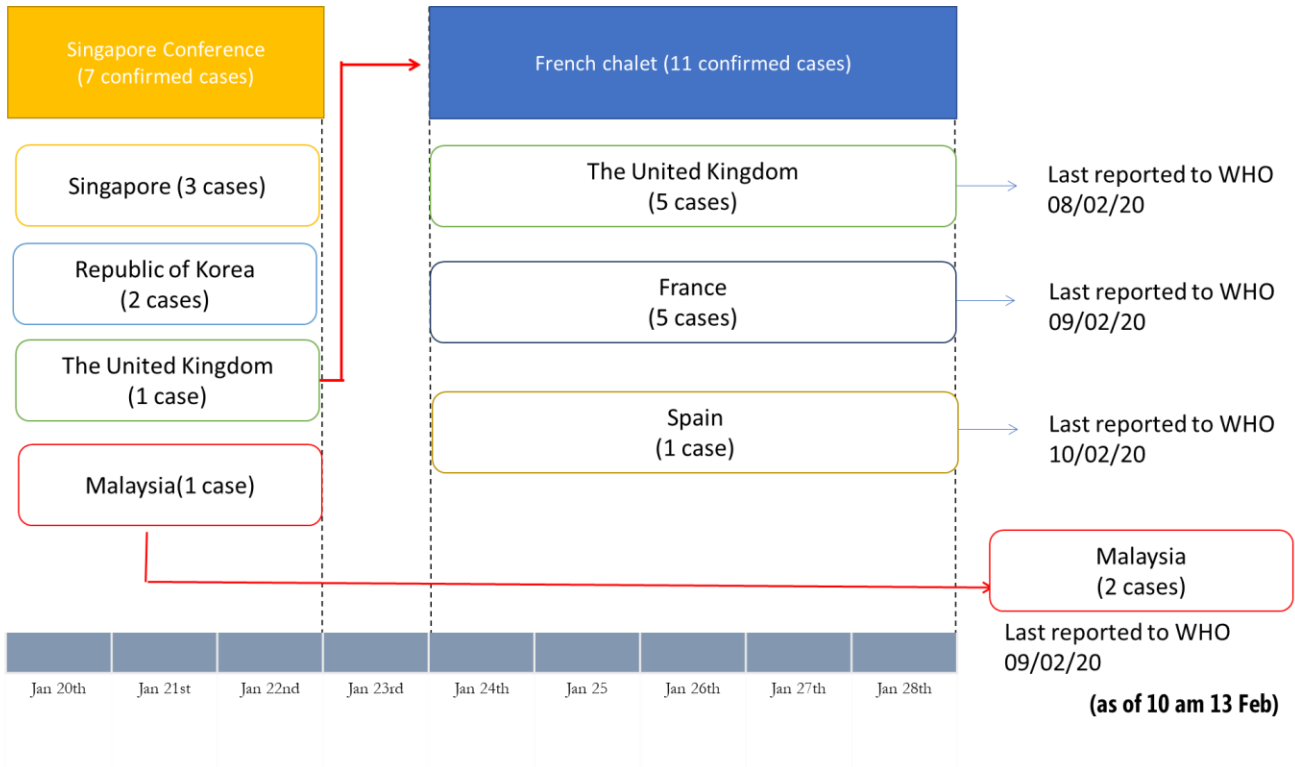 Singapore Conference
(7 confirmed cases)
French chalet (11 confirmed cases)
Singapore (3 cases)
Republic of Korea
(2 cases)
The United Kingdom
(1 case)
Malaysia(1 case)
The United Kingdom
(5 cases)
Last reported to WHO
08/02/20
France
(5 cases)
Last reported to WHO
09/02/20
Spain
(1 case)
Last reported to WHO
10/02/20
Malaysia
(2 cases)
Last reported to WHO
09/02/20
Jan 20th
Jan 21st
Jan 22nd
Jan 23rd
Jan 24th
Jan 25
Jan 26th
Jan 27th
Jan 28th
(as of 10 am 13 Feb)